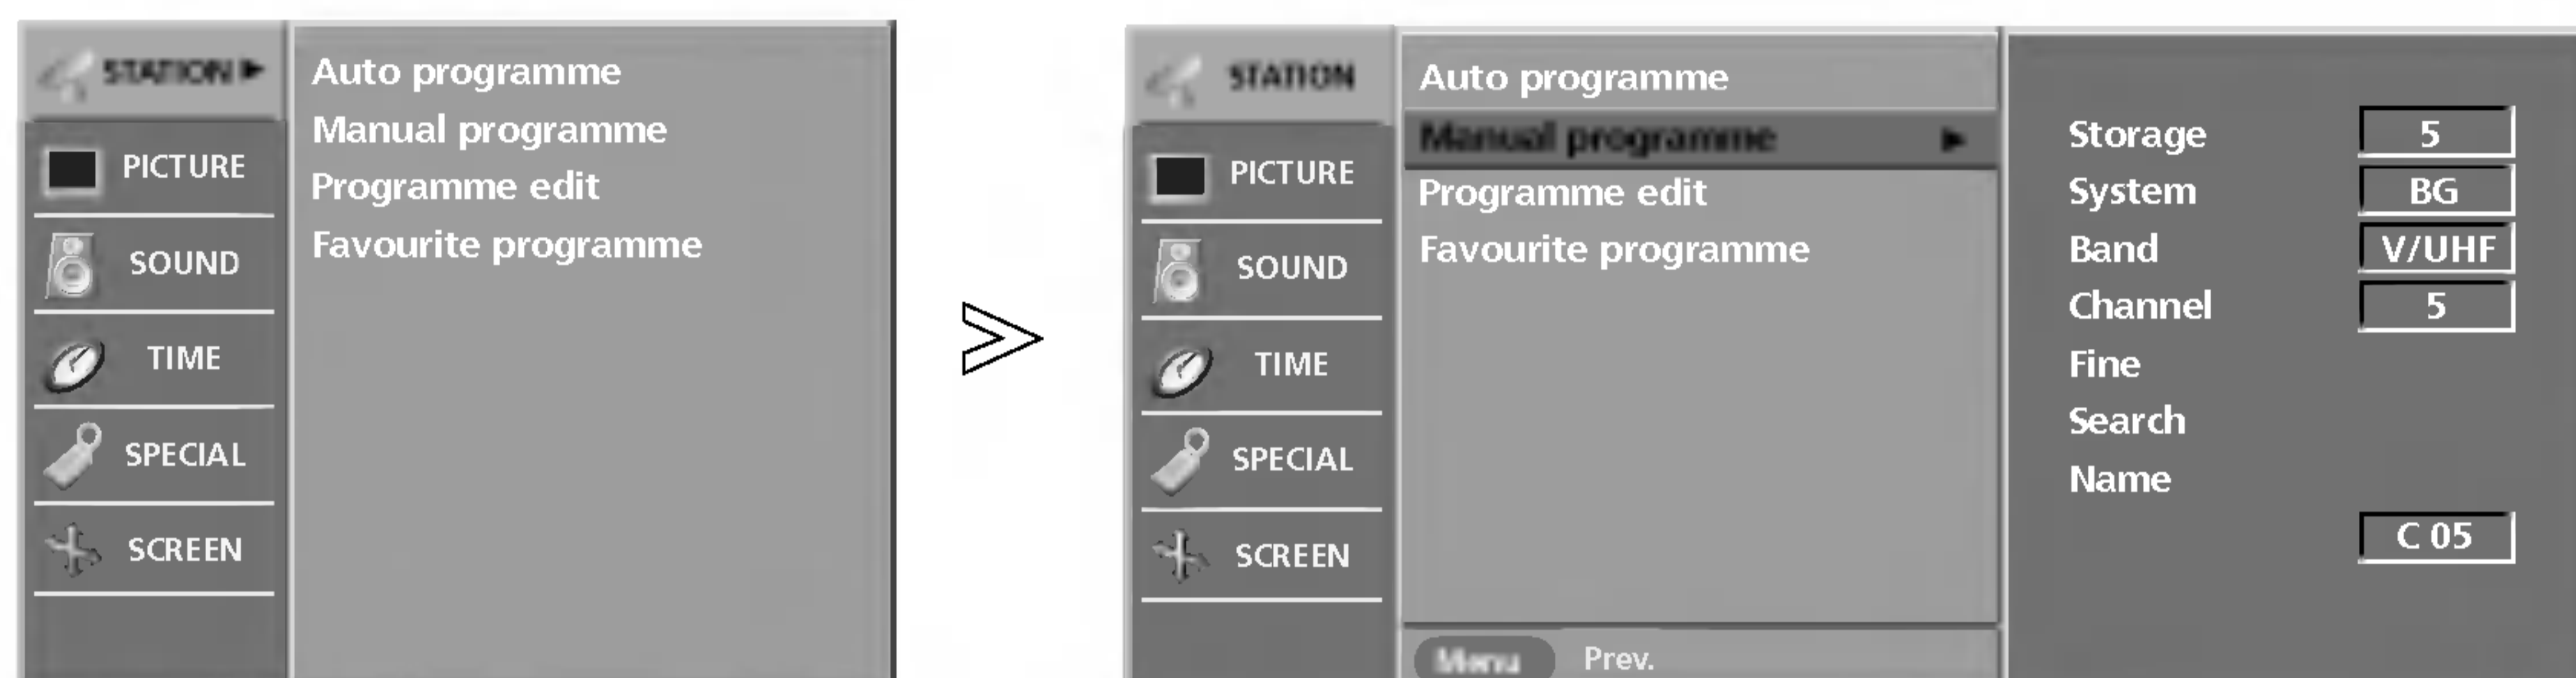 STATION
Auto programme
Manual programme
Programme edit
Favourite programme
PICTURE
SOUND
TIME
SPECIAL
SCREEN
STATION
PICTURE
SOUND
TIME
SPECIAL
SCREEN
Auto programme
Manual programme
Programme edit
Favourite programme
Menu Prev.
Storage 5
System BG
Band V/UHF
Channel 5
Fine
Search
Name
C 05